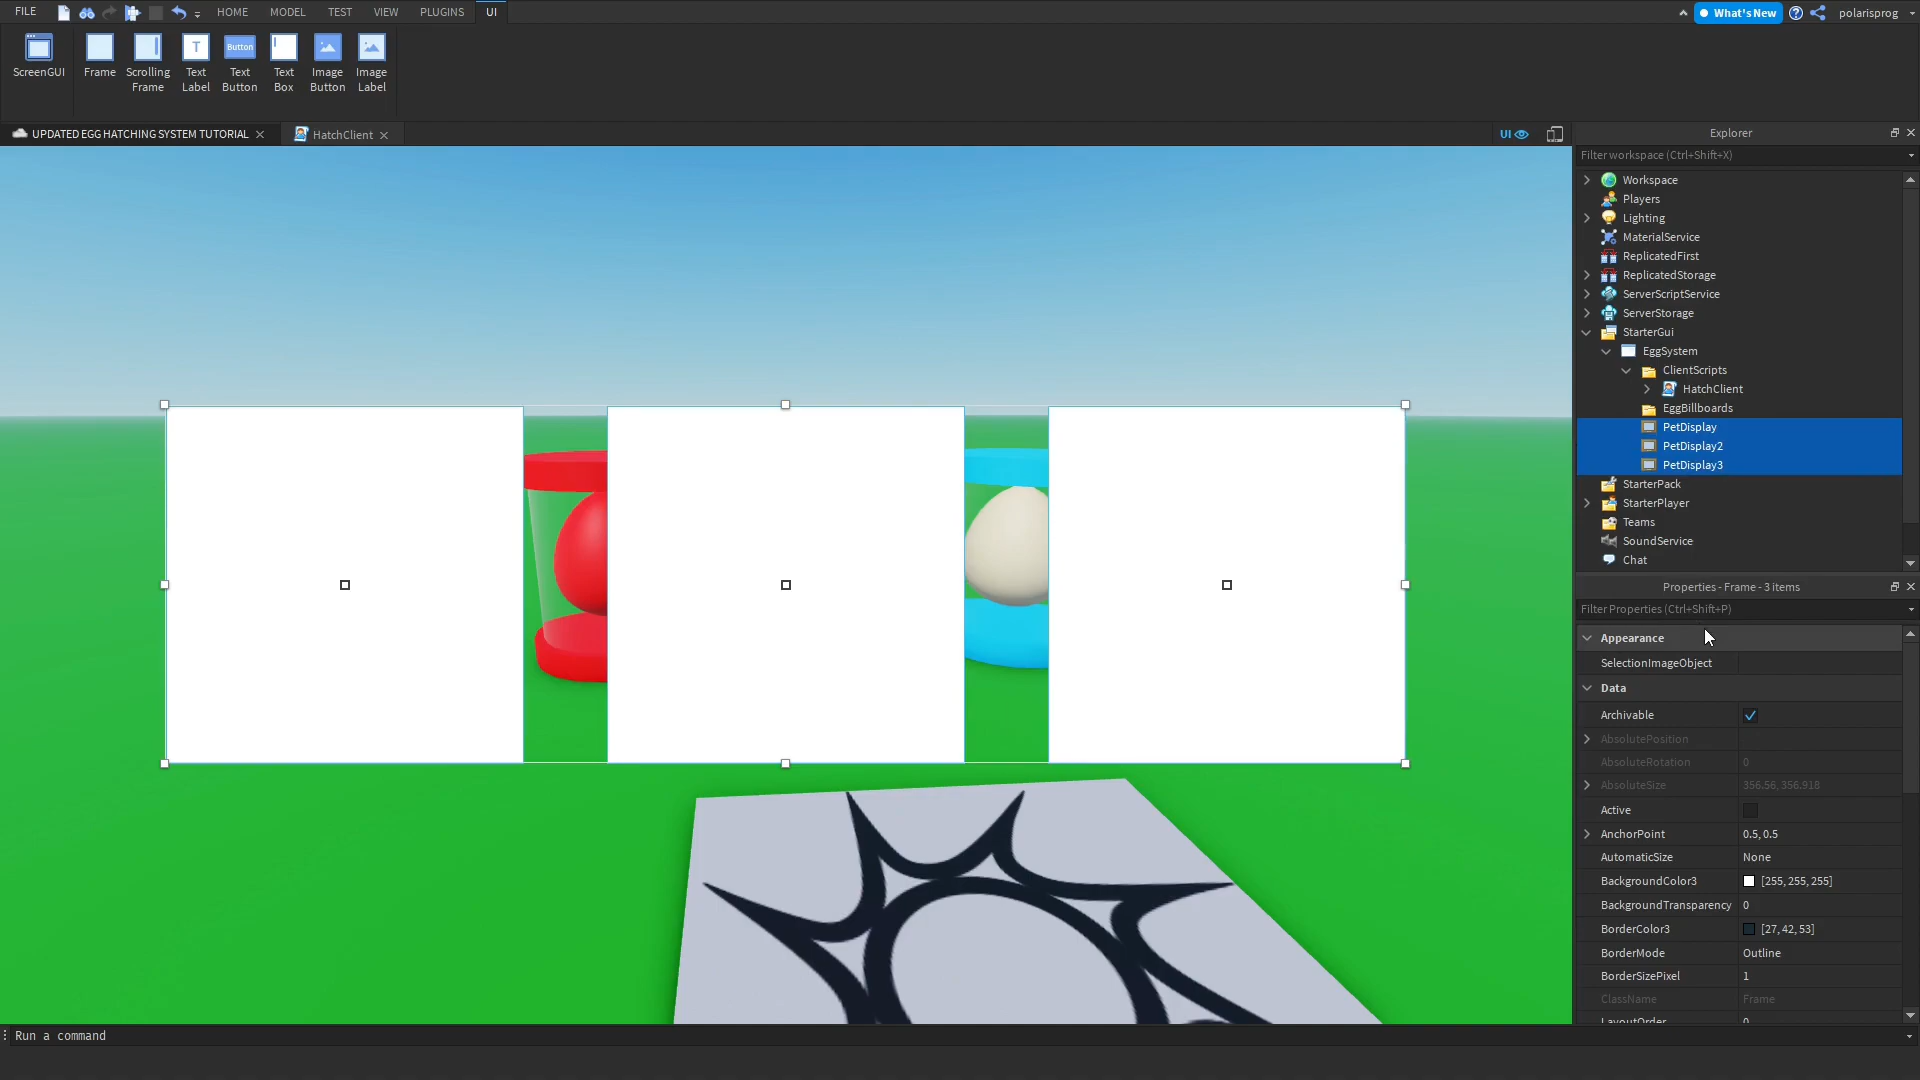 FILE
HOME
MODEL
TEST
VIEW
PLUGINS
UI
What's New
polarisprog
ScreenGUI
Frame
Scrolling
Frame
Text
Label
Text
Button
Text
Box
Image
Button
Image
Label
T
Button
UPDATED EGG HATCHING SYSTEM TUTORIAL
HatchClient
UI
Explorer
Filter workspace (Ctrl+Shift+X)
Workspace
Players
Lighting
MaterialService
ReplicatedFirst
ReplicatedStorage
ServerScriptService
ServerStorage
StarterGui
EggSystem
ClientScripts
HatchClient
EggBillboards
PetDisplay
PetDisplay2
PetDisplay3
StarterPack
StarterPlayer
Teams
SoundService
Chat
Properties - Frame - 3 items
Filter Properties (Ctrl+Shift+P)
Appearance
SelectionImageObject
Data
Archivable
AbsolutePosition
AbsoluteRotation 0
AbsoluteSize 356.56, 356.918
Active
AnchorPoint 0.5, 0.5
AutomaticSize None
BackgroundColor3 [255, 255, 255]
BackgroundTransparency 0
BorderColor3 [27, 42, 53]
BorderMode Outline
BorderSizePixel 1
ClassName Frame
LayoutOrder 0
Run a command